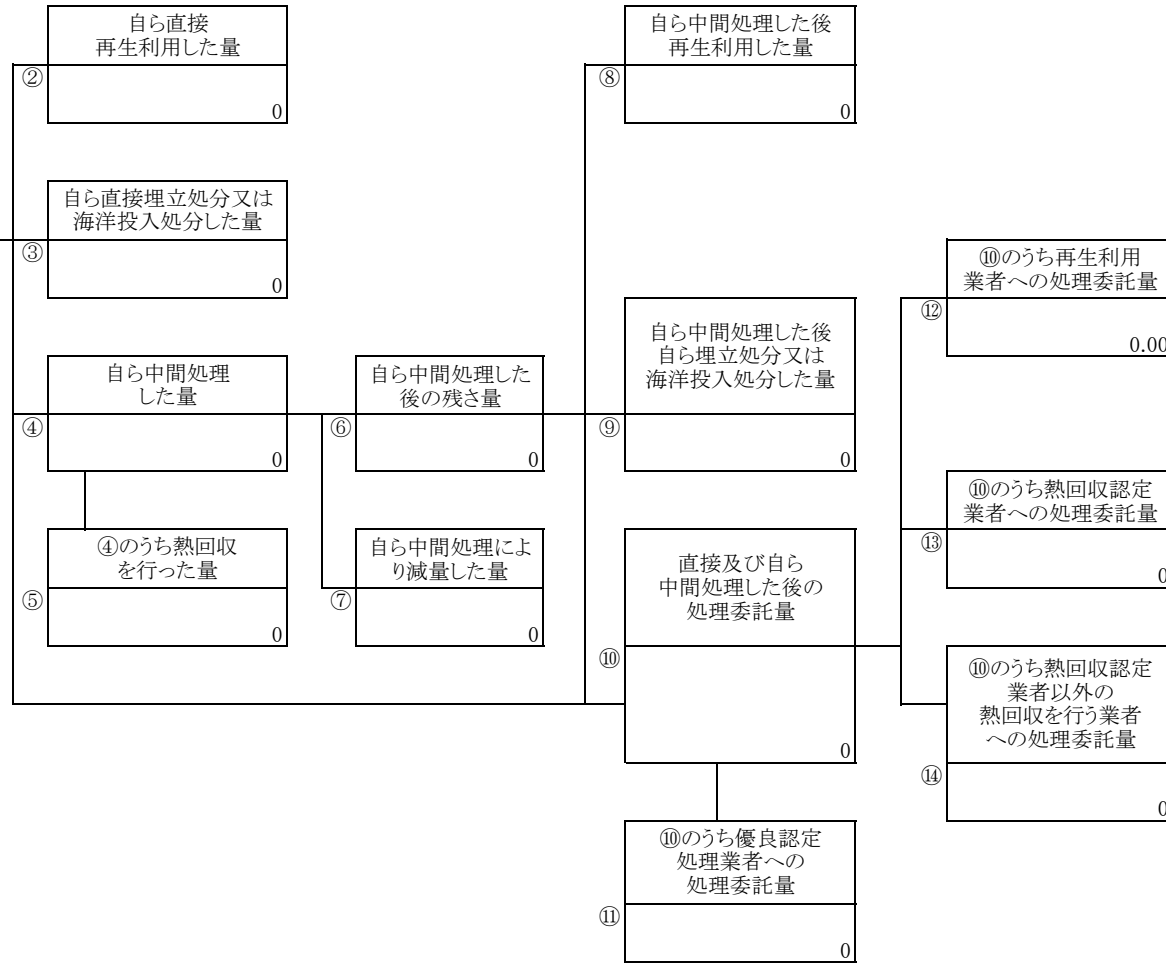 自ら直接
再生利用した量
②
0
自ら直接埋立処分又は
海洋投入処分した量
③
0
自ら中間処理
した量
④
0
④のうち熱回収
を行った量
⑤
0
自ら中間処理した
後の残さ量
⑥
0
自ら中間処理によ
り減量した量
⑦
0
自ら中間処理した後
再生利用した量
⑧
0
自ら中間処理した後
自ら埋立処分又は
海洋投入処分した量
⑨
0
直接及び自ら
中間処理した後の
処理委託量
⑩
0
⑩のうち優良認定
処理業者への
処理委託量
⑪
0
⑩のうち再生利用
業者への処理委託量
⑫
0.00
⑩のうち熱回収認定
業者への処理委託量
⑬
0
⑩のうち熱回収認定
業者以外の
熱回収を行う業者
への処理委託量
⑭
0